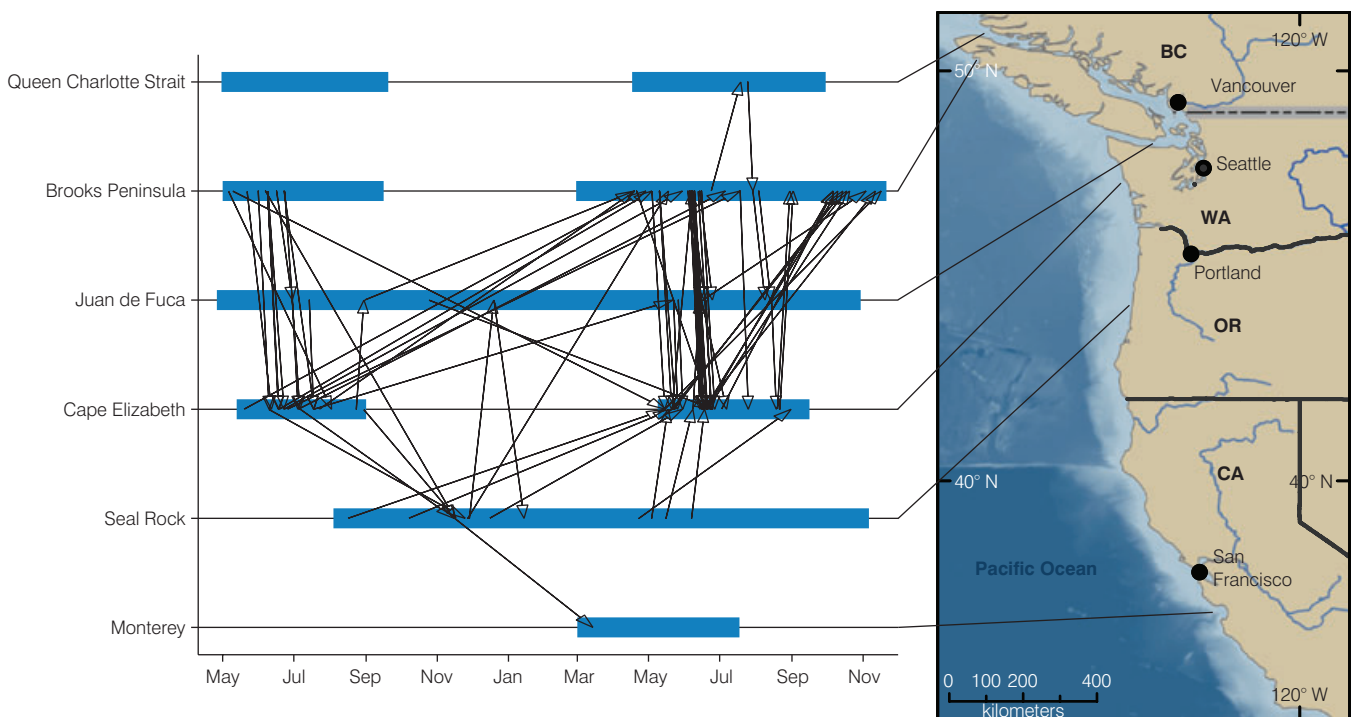 Queen Charlotte Strait
Brooks Peninsula
Juan de Fuca
Cape Elizabeth
Seal Rock
Monterey
May Jul Sep Nov Jan Mar May Jul Sep Nov
120° W
BC
50° N
Vancouver
Seattle
WA
Portland
OR
CA
40° N 40° N
San
Francisco
Pacific Ocean
0 100 200 400
kilometers
120° W